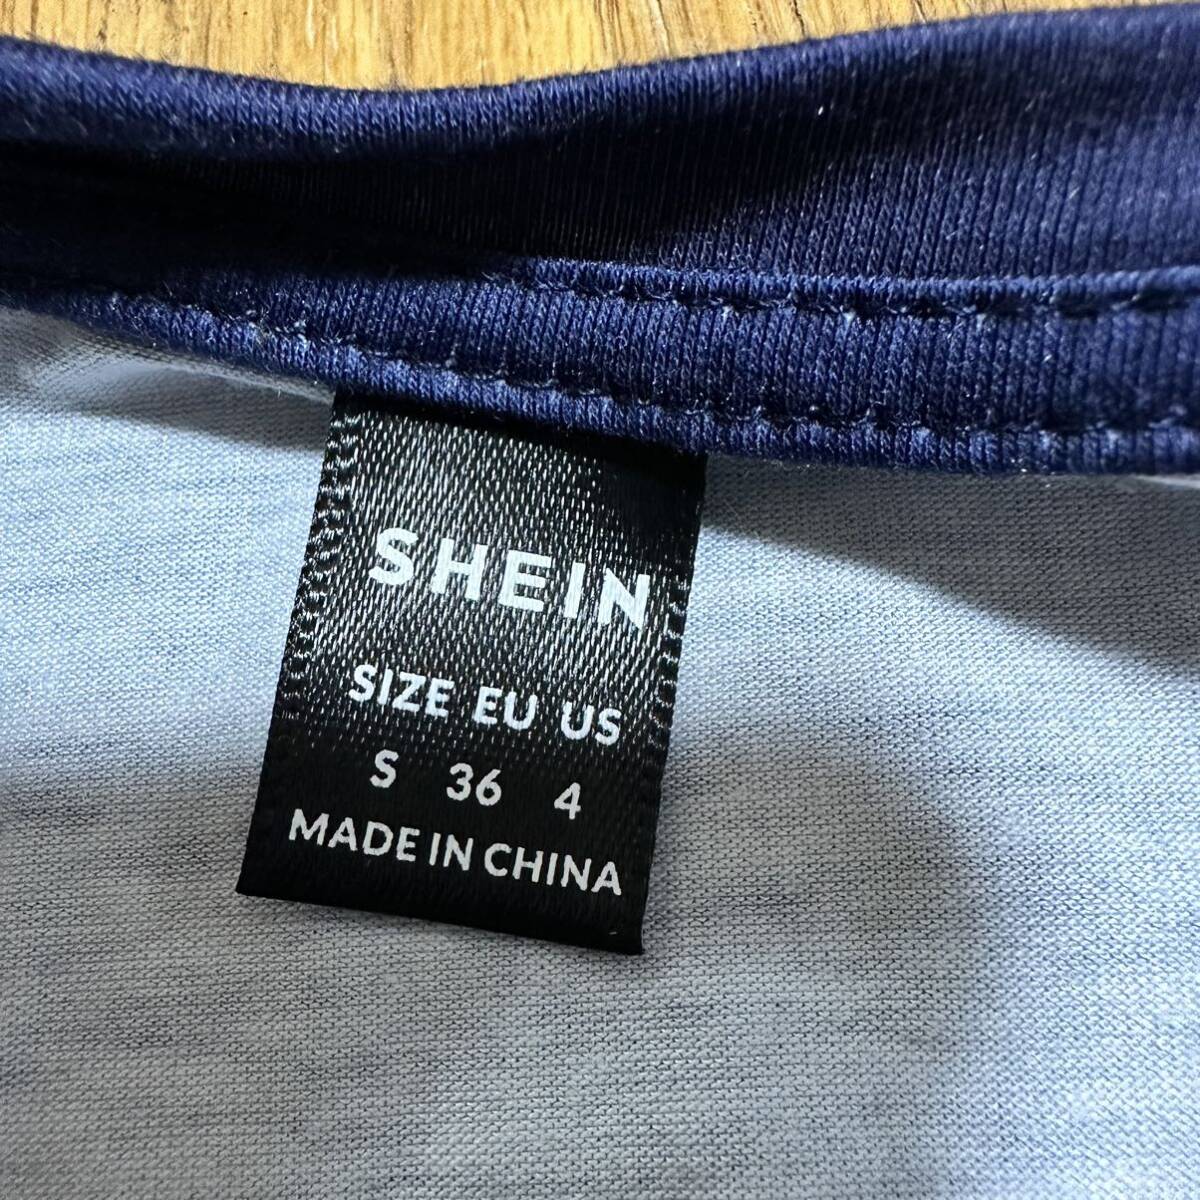 SHEIN
SIZE EU US
S 36 4
MADE IN CHINA